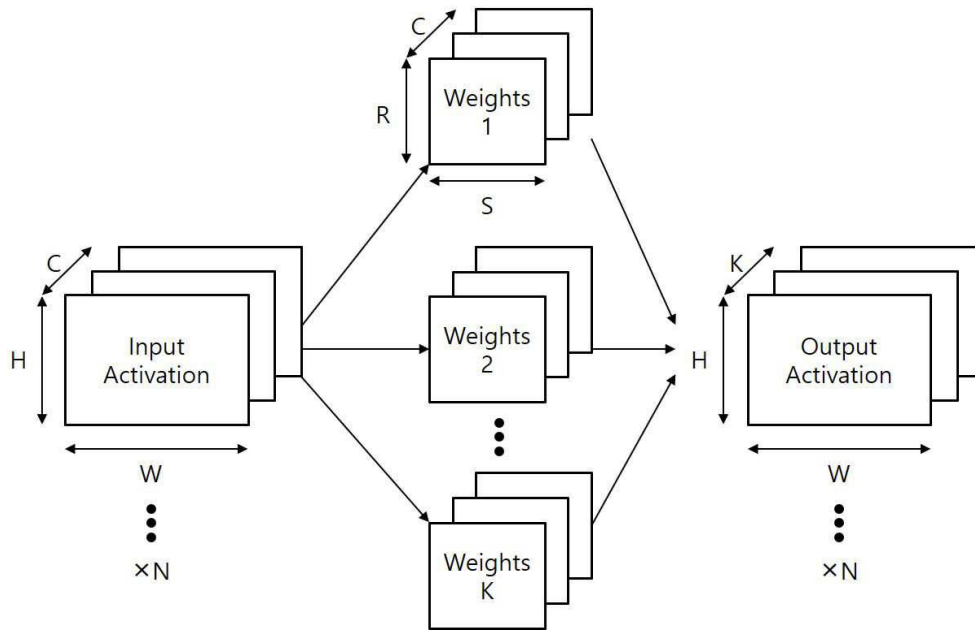 C
R
Weights
1
S
C
H
Input
Activation
W
×N
Weights
2
Weights
K
K
H
Output
Activation
W
×N